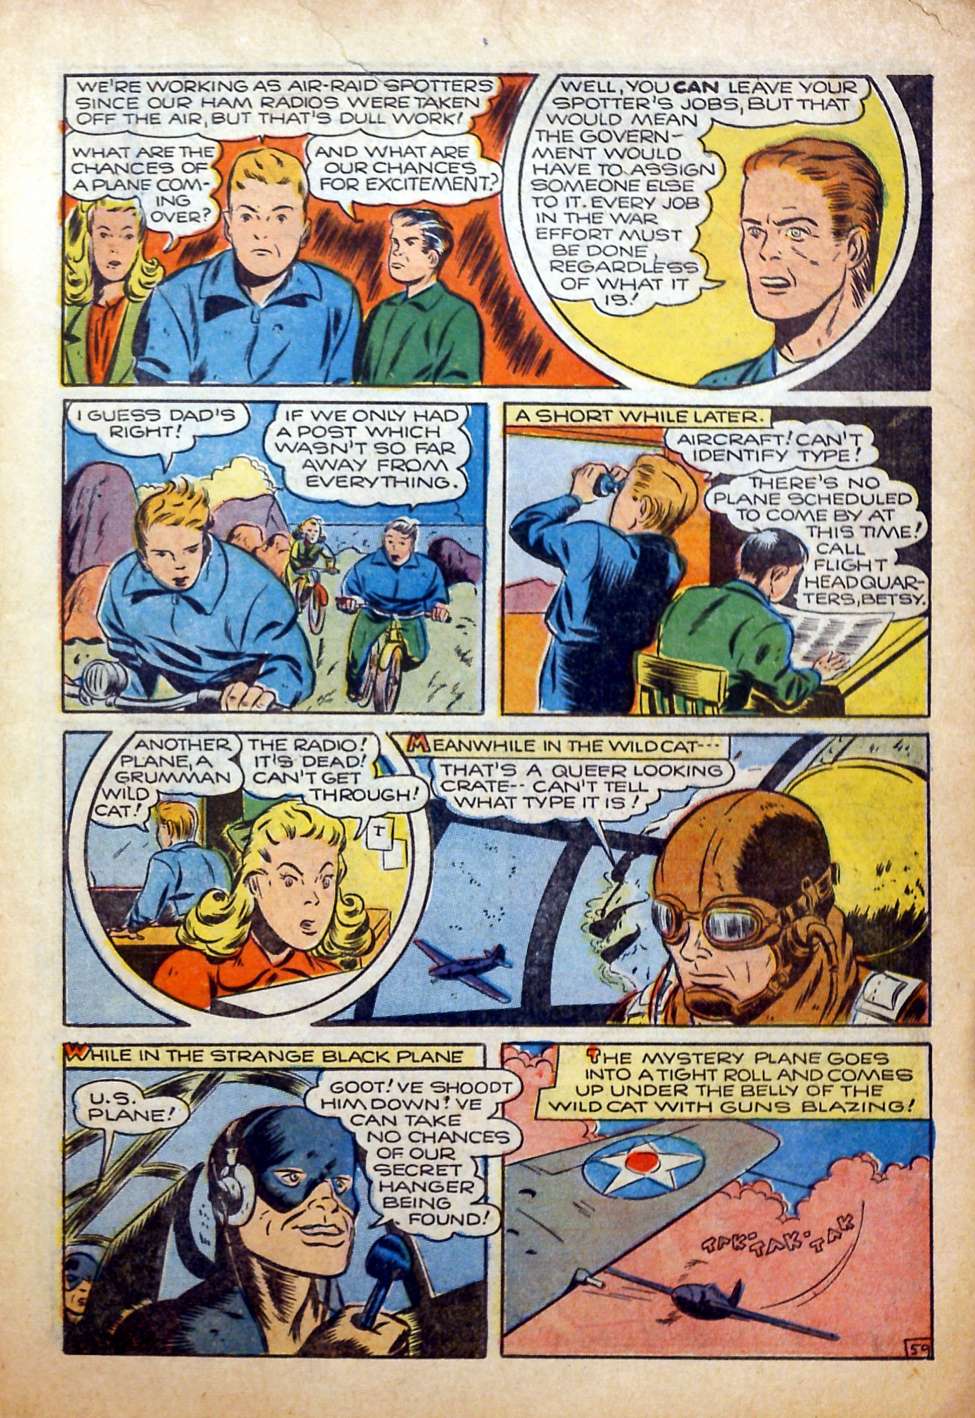 WE'RE WORKING AS AIR-RAID SPOTTERS
SINCE OUR HAM RADIOS WERE TAKEN
OFF THE AIR, BUT THAT'S DULL WORK!
WHAT ARE THE
CHANCES OF
A PLANE COM-
ING
OVER?
AND WHAT ARE
OUR CHANCES
FOR EXCITEMENT?
WELL, YOU CAN LEAVE YOUR
SPOTTER'S JOBS, BUT THAT
WOULD MEAN
THE GOVERN-
MENT WOULD
HAVE TO ASSIGN
SOMEONE ELSE
TO IT. EVERY JOB
IN THE WAR
EFFORT MUST
BE DONE,
REGARDLESS
OF WHAT IT
IS!
I GUESS DAD'S
RIGHT!
IF WE ONLY HAD
A POST WHICH
WASN'T SO FAR
AWAY FROM
EVERYTHING.
A SHORT WHILE LATER.
AIRCRAFT! CAN'T
IDENTIFY TYPE!
THERE'S NO
PLANE SCHEDULED
TO COME BY AT
THIS TIME!
CALL
FLIGHT
HEADQUAR-
TERS, BETSY.
ANOTHER
PLANE, A
GRUMMAN
WILD
CAT!
THE RADIO!
IT'S DEAD!
CAN'T GET
THROUGH!
T
MEANWHILE IN THE WILD CAT---
THAT'S A QUEER LOOKING
CRATE-- CAN'T TELL
WHAT TYPE IT IS!
WHILE IN THE STRANGE BLACK PLANE
U.S.
PLANE!
GOOT! VE SHOODT
HIM DOWN! VE
CAN TAKE
NO CHANCES
OF OUR
SECRET
HANGER
BEING
FOUND!
THE MYSTERY PLANE GOES
INTO A TIGHT ROLL AND COMES
UP UNDER THE BELLY OF THE
WILD CAT WITH GUNS BLAZING!
TAK-TAK-TAK
59